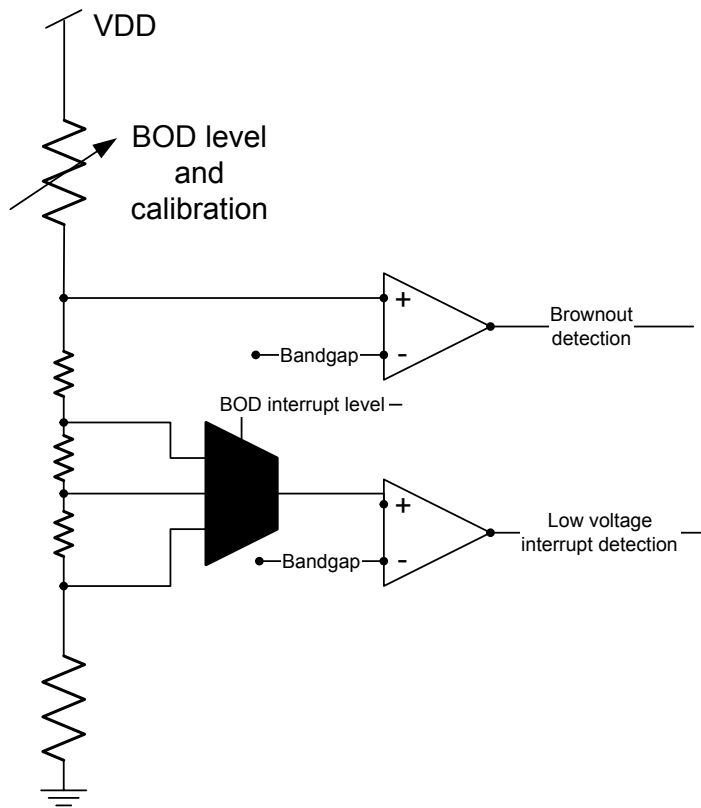 VDD
BOD level
and
calibration
+
Brownout
detection
-
Bandgap
BOD interrupt level
+
Low voltage
interrupt detection
-
Bandgap